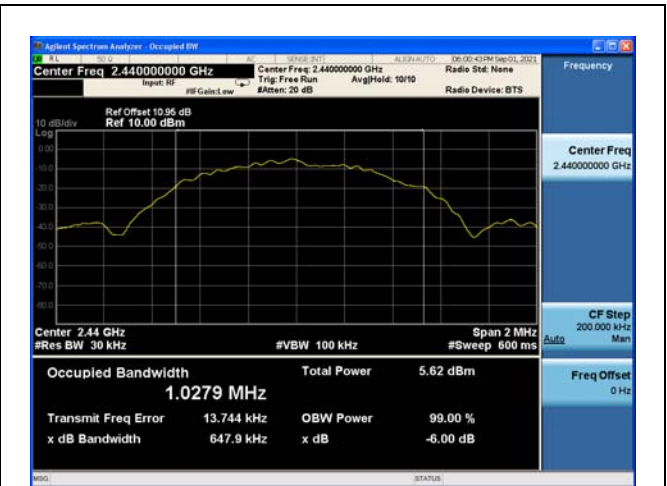 Agilent Spectrum Analyzer - Occupied BW
RL 50 Ω AC SENSE:INT ALIGN AUTO 06:00:43 PM Sep 01, 2021
Center Freq 2.440000000 GHz
Input: RF
#IFGain:Low
Center Freq: 2.440000000 GHz
Trig: Free Run Avg|Hold: 10/10
#Atten: 20 dB
Radio Std: None
Radio Device: BTS
Frequency
Ref Offset 10.95 dB
10 dB/div Ref 10.00 dBm
Log
0.00
-10.0
-20.0
-30.0
-40.0
-50.0
-60.0
-70.0
-80.0
Center Freq
2.440000000 GHz
Center 2.44 GHz Span 2 MHz
#Res BW 30 kHz #VBW 100 kHz #Sweep 600 ms
CF Step
200.000 kHz
Auto Man
Occupied Bandwidth Total Power 5.62 dBm
1.0279 MHz
Freq Offset
0 Hz
Transmit Freq Error 13.744 kHz OBW Power 99.00 %
x dB Bandwidth 647.9 kHz x dB -6.00 dB
MSG STATUS